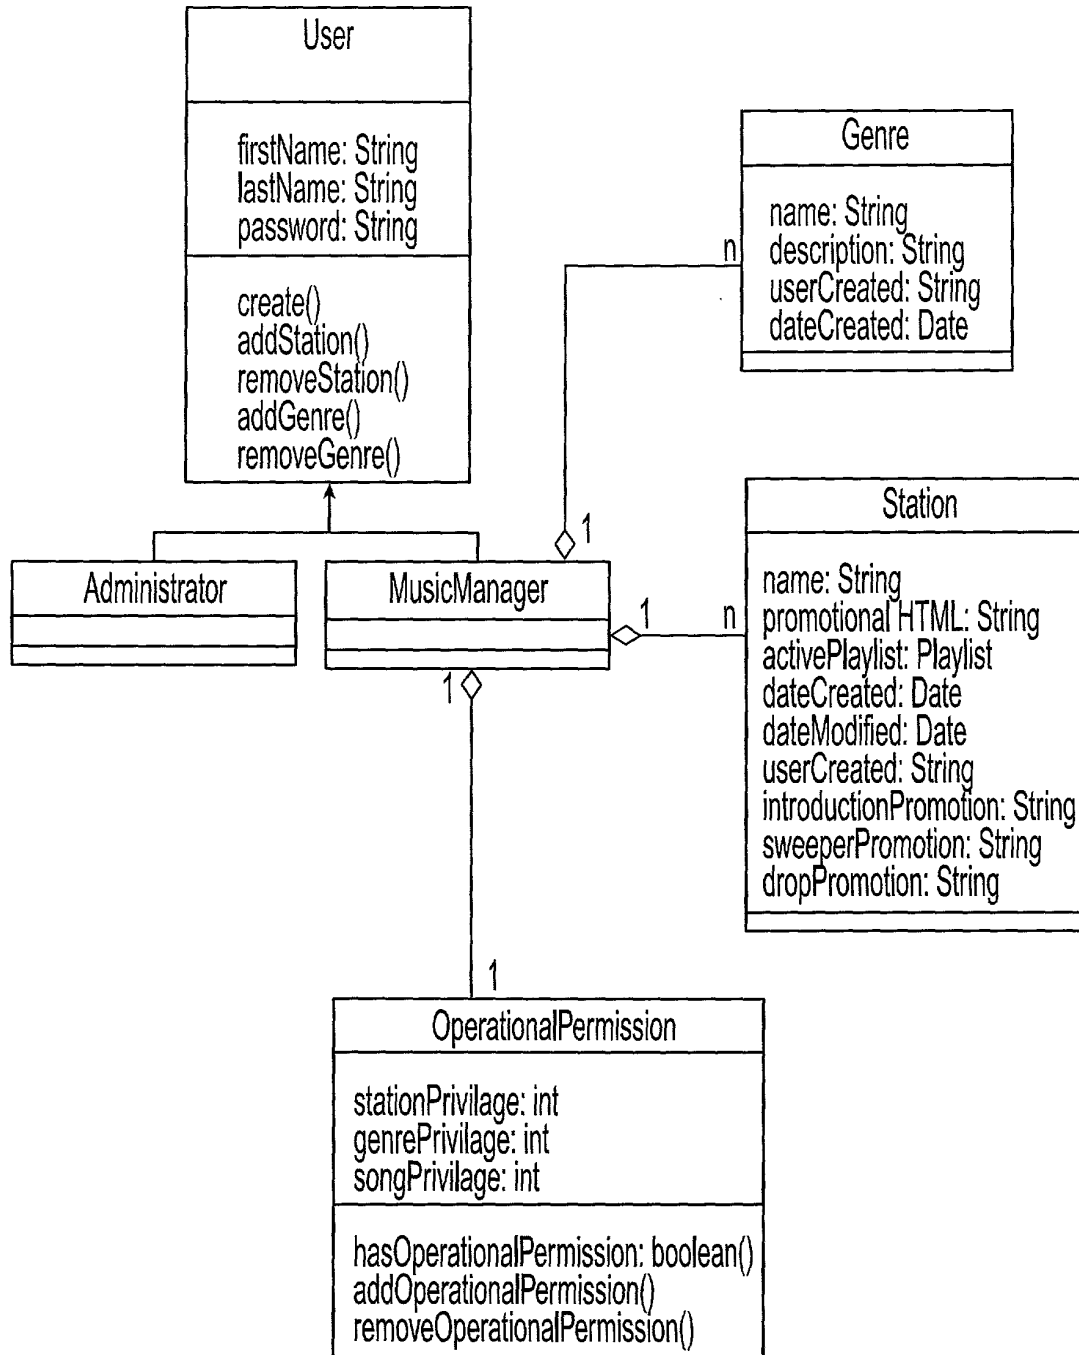 User
firstName: String
lastName: String
password: String
create()
addStation()
removeStation()
addGenre()
removeGenre()
Genre
name: String
description: String
userCreated: String
dateCreated: Date
n
1
Administrator
MusicManager
1
n
Station
name: String
promotional HTML: String
activePlaylist: Playlist
dateCreated: Date
dateModified: Date
userCreated: String
introductionPromotion: String
sweeperPromotion: String
dropPromotion: String
1
1
OperationalPermission
stationPrivilage: int
genrePrivilage: int
songPrivilage: int
hasOperationalPermission: boolean()
addOperationalPermission()
removeOperationalPermission()